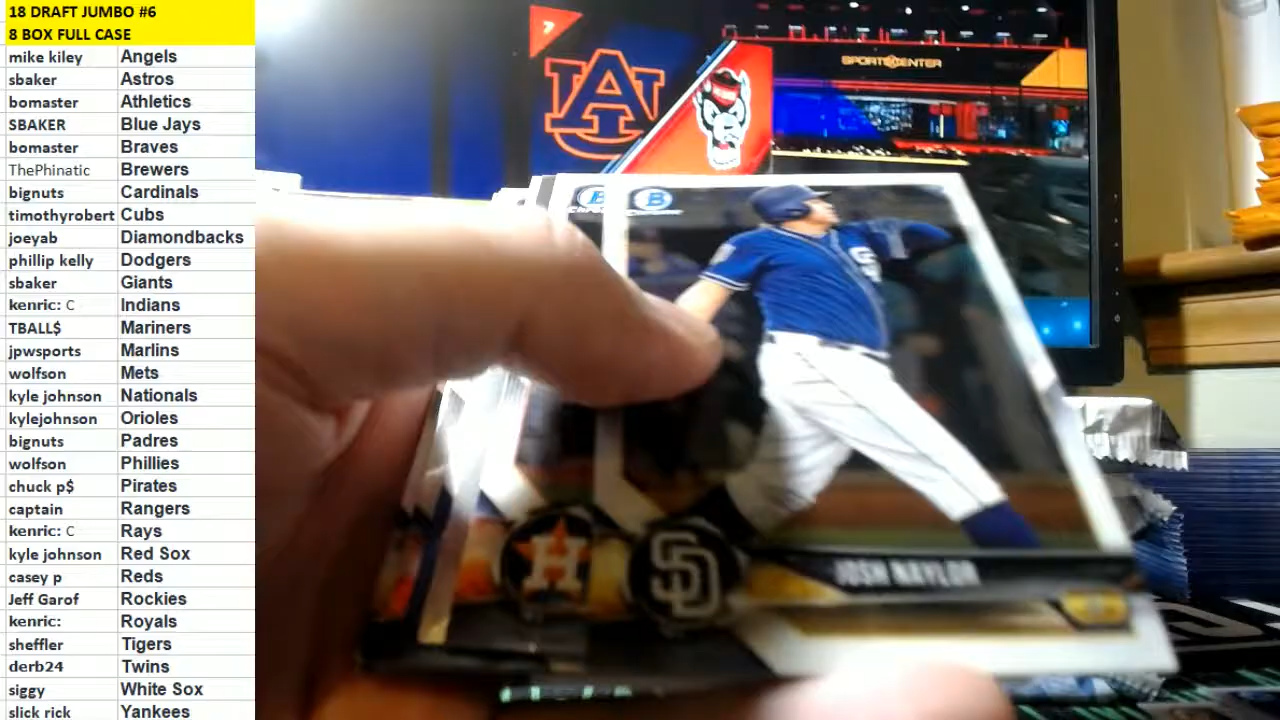 18 DRAFT JUMBO #6
8 BOX FULL CASE
mike kiley Angels
sbaker Astros
bomaster Athletics
SBAKER Blue Jays
bomaster Braves
ThePhinatic Brewers
bignuts Cardinals
timothyrobert Cubs
joeyab Diamondbacks
phillip kelly Dodgers
sbaker Giants
kenric: C Indians
TBALL$ Mariners
jpwsports Marlins
wolfson Mets
kyle johnson Nationals
kylejohnson Orioles
bignuts Padres
wolfson Phillies
chuck p$ Pirates
captain Rangers
kenric: C Rays
kyle johnson Red Sox
casey p Reds
Jeff Garof Rockies
kenric: Royals
sheffler Tigers
derb24 Twins
siggy White Sox
slick rick Yankees
7
AU
SPORTSCENTER
B
B
H
SD
JOSH NAYLOR